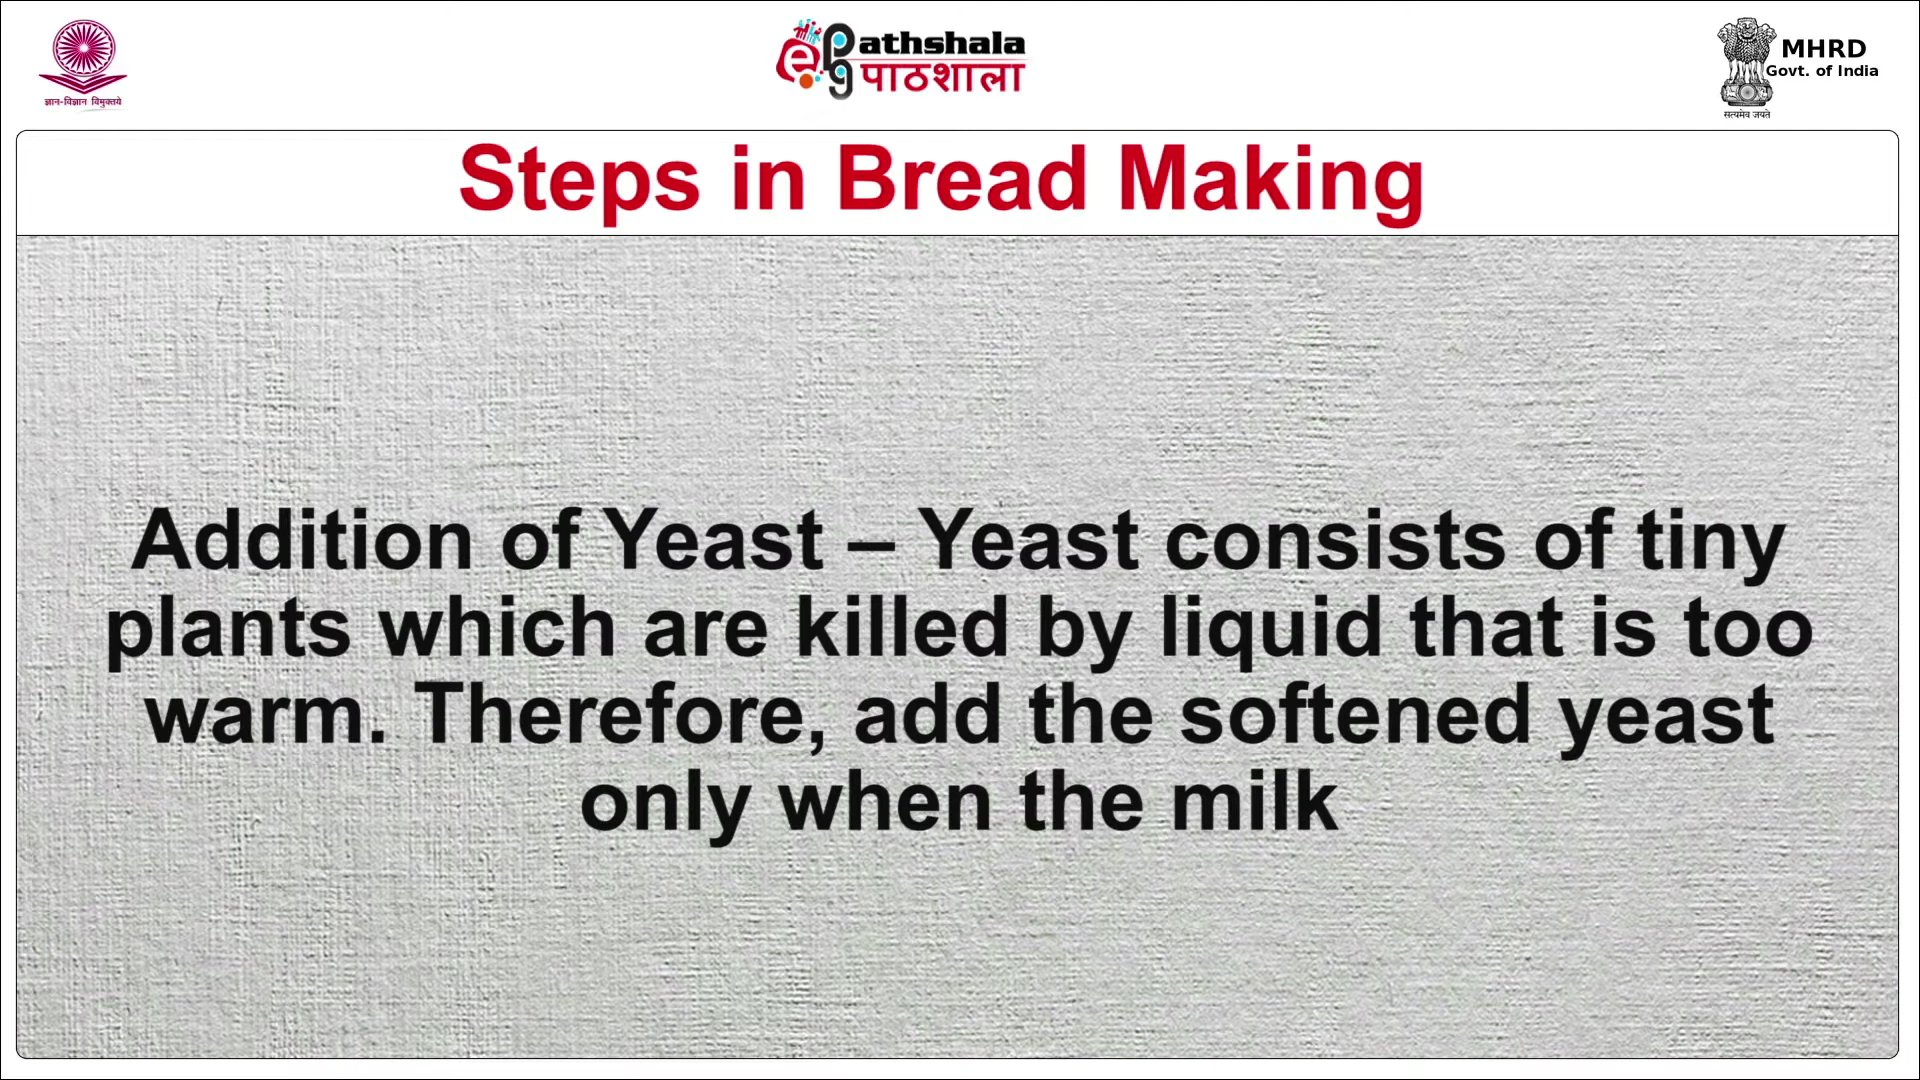 ज्ञान-विज्ञान विमुक्तये
e pg athshala
पाठशाला
MHRD
Govt. of India
सत्यमेव जयते
Steps in Bread Making
Addition of Yeast – Yeast consists of tiny
plants which are killed by liquid that is too
warm. Therefore, add the softened yeast
only when the milk